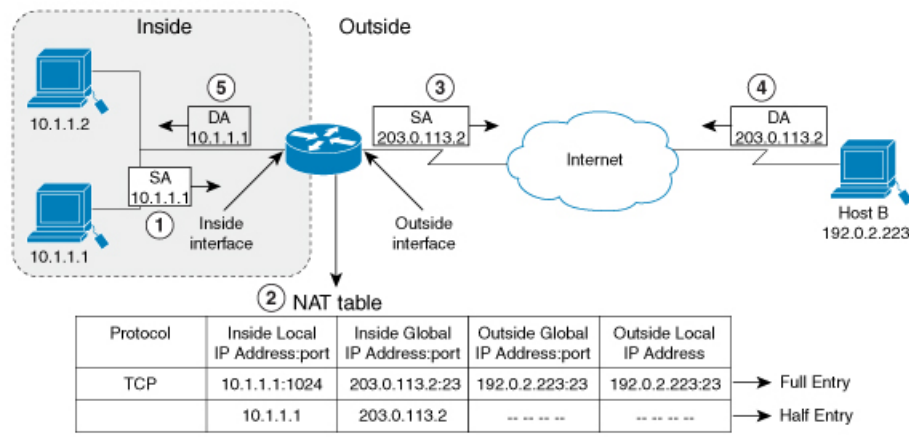 Inside
Outside
10.1.1.2
5
DA
10.1.1.1
3
SA
203.0.113.2
4
DA
203.0.113.2
Internet
SA
10.1.1.1
1
10.1.1.1
Inside
interface
Outside
interface
Host B
192.0.2.223
2 NAT table
Protocol
Inside Local
IP Address:port
Inside Global
IP Address:port
Outside Global
IP Address:port
Outside Local
IP Address
TCP
10.1.1.1:1024
203.0.113.2:23
192.0.2.223:23
192.0.2.223:23
Full Entry
10.1.1.1
203.0.113.2
-- -- -- --
-- -- -- --
Half Entry